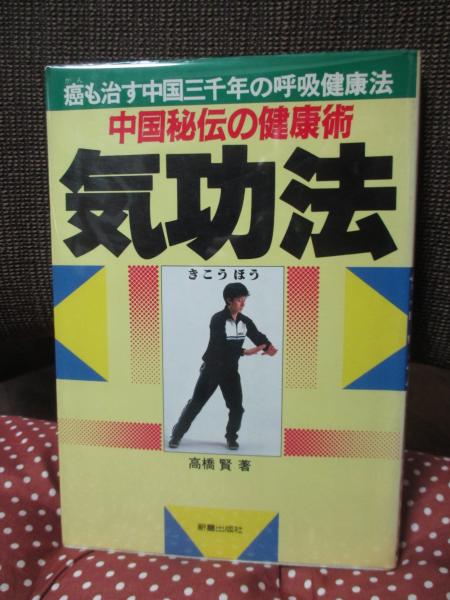 がん
癌も治す中国三千年の呼吸健康法
中国秘伝の健康術
気功法
きこうほう
高橋 賢 著
新星出版社